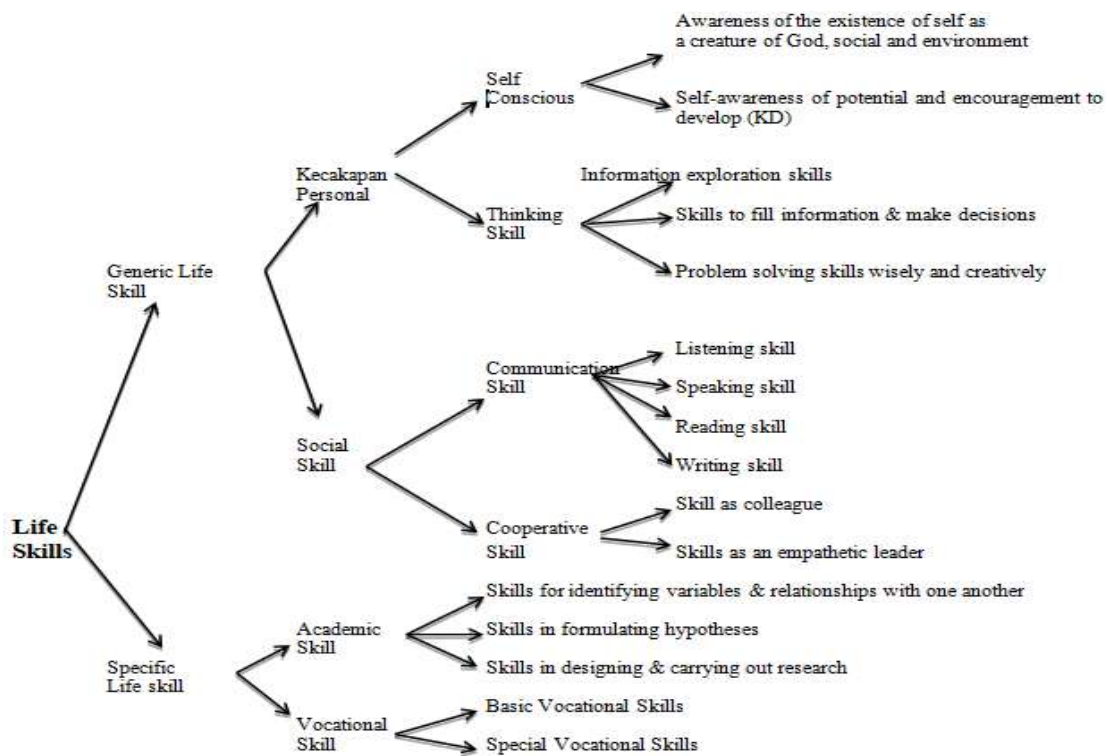 Awareness of the existence of self as
a creature of God, social and environment
Self
Conscious
Self-awareness of potential and encouragement to
develop (KD)
Kecakapan
Personal
Information exploration skills
Thinking
Skill
Skills to fill information & make decisions
Problem solving skills wisely and creatively
Generic Life
Skill
Communication
Skill
Listening skill
Speaking skill
Reading skill
Writing skill
Social
Skill
Cooperative
Skill
Skill as colleague
Skills as an empathetic leader
Life
Skills
Skills for identifying variables & relationships with one another
Academic
Skill
Skills in formulating hypotheses
Skills in designing & carrying out research
Specific
Life skill
Vocational
Skill
Basic Vocational Skills
Special Vocational Skills